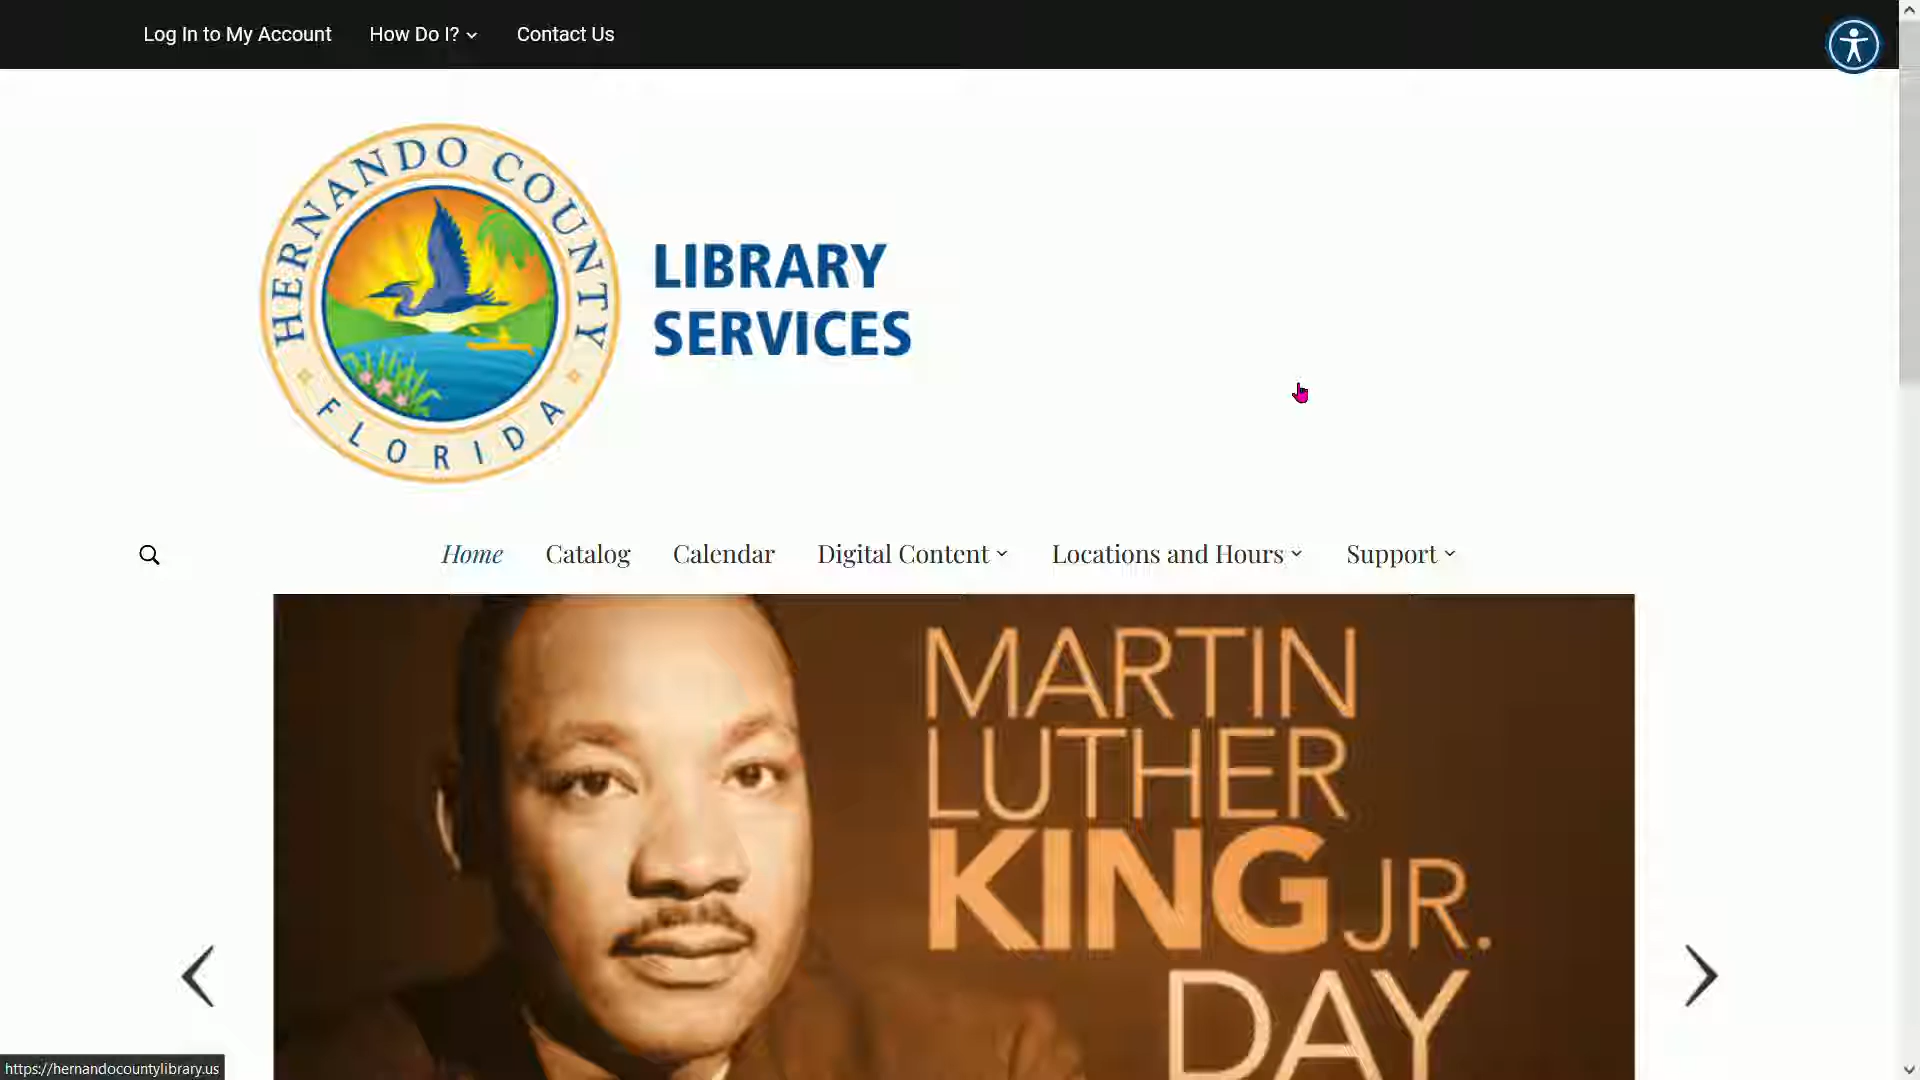 Log In to My Account How Do I? Contact Us
HERNANDO COUNTY
FLORIDA
LIBRARY
SERVICES
Home Catalog Calendar Digital Content Locations and Hours Support
MARTIN
LUTHER
KING JR.
DAY
https://hernandocountylibrary.us